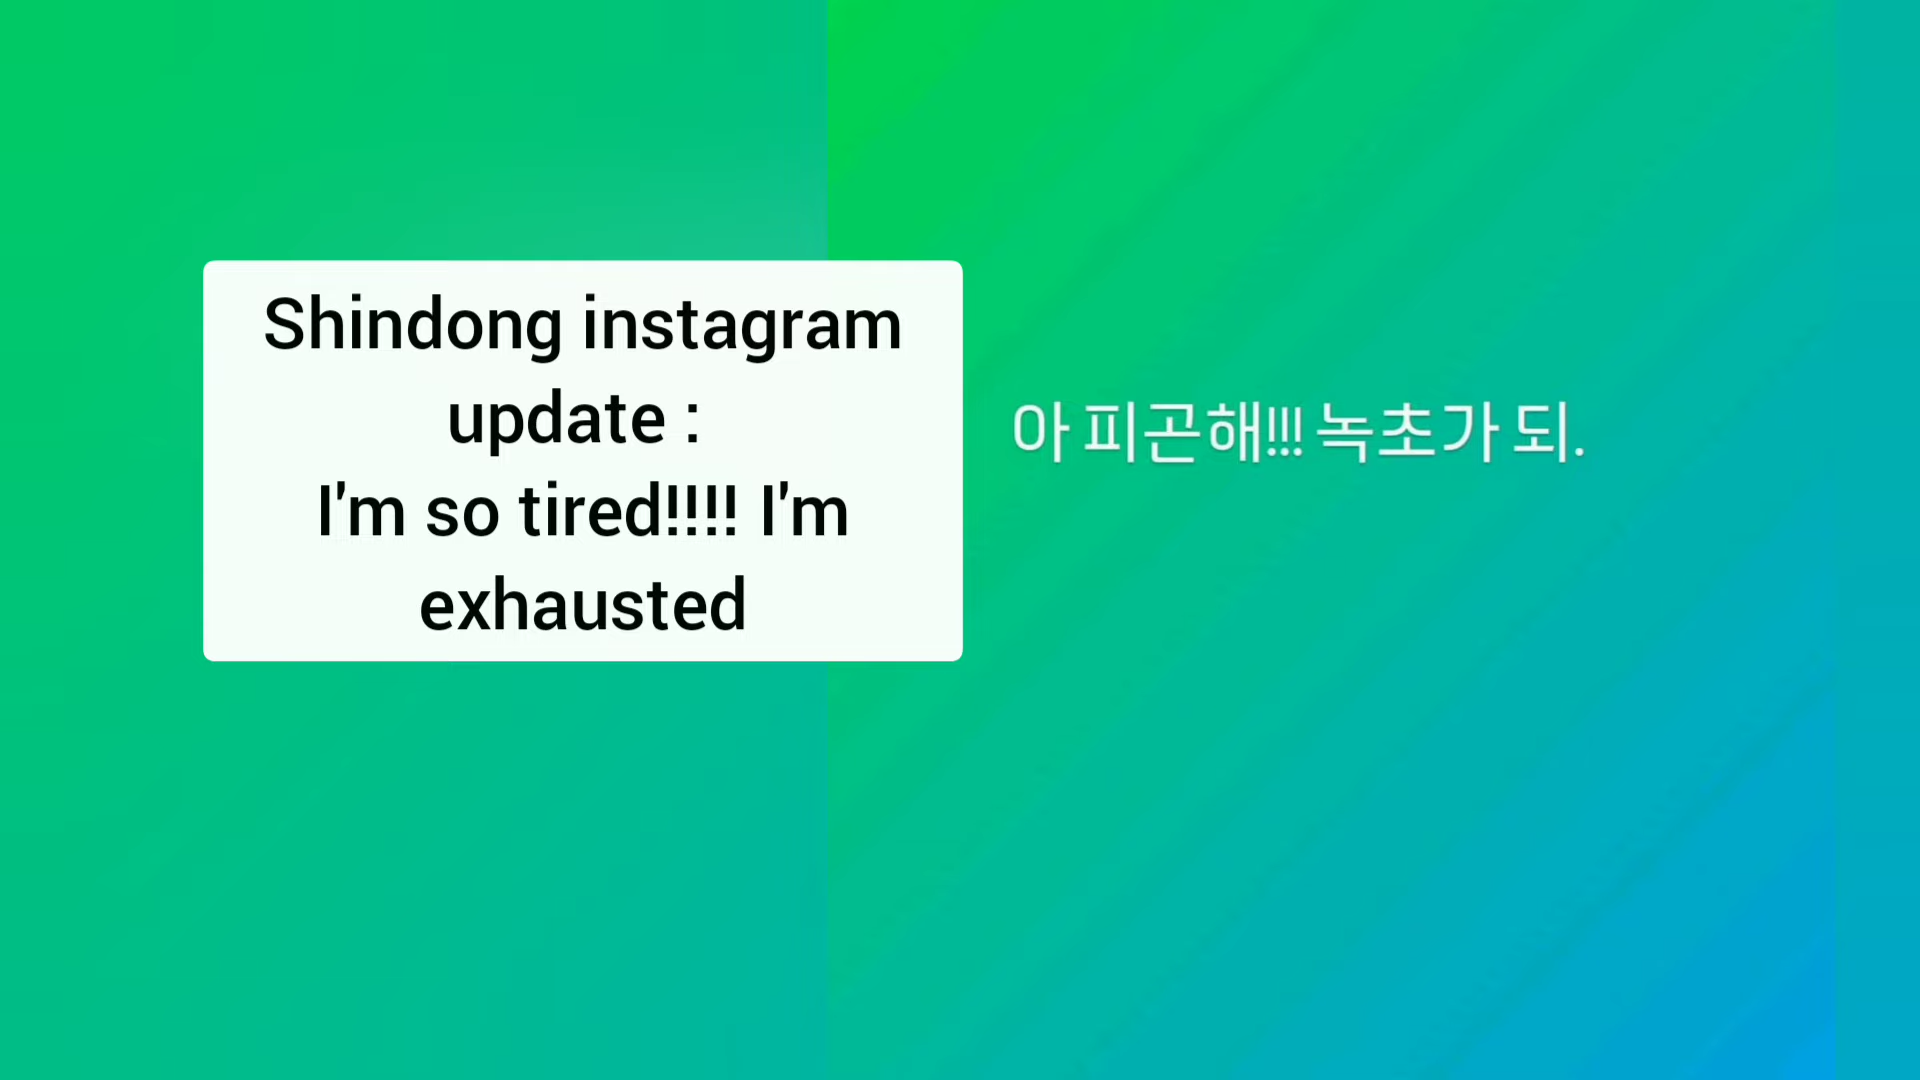 Shindong instagram
update :
I'm so tired!!!! I'm
exhausted
아 피곤해!!! 녹초가 되.